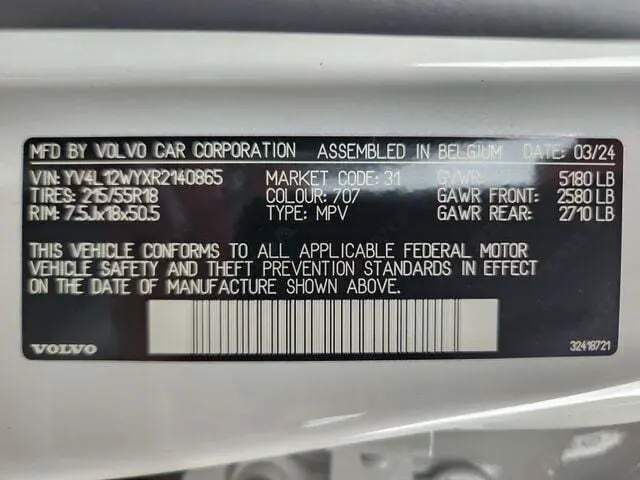 MFD BY VOLVO CAR CORPORATION ASSEMBLED IN BELGIUM DATE: 03/24
VIN: YV4L12WYXR2140865 MARKET CODE: 31 GVWR: 5180 LB
TIRES: 215/55R18 COLOUR: 707 GAWR FRONT: 2580 LB
RIM: 7.5Jx18x50.5 TYPE: MPV GAWR REAR: 2710 LB
THIS VEHICLE CONFORMS TO ALL APPLICABLE FEDERAL MOTOR
VEHICLE SAFETY AND THEFT PREVENTION STANDARDS IN EFFECT
ON THE DATE OF MANUFACTURE SHOWN ABOVE.
VOLVO 32418721